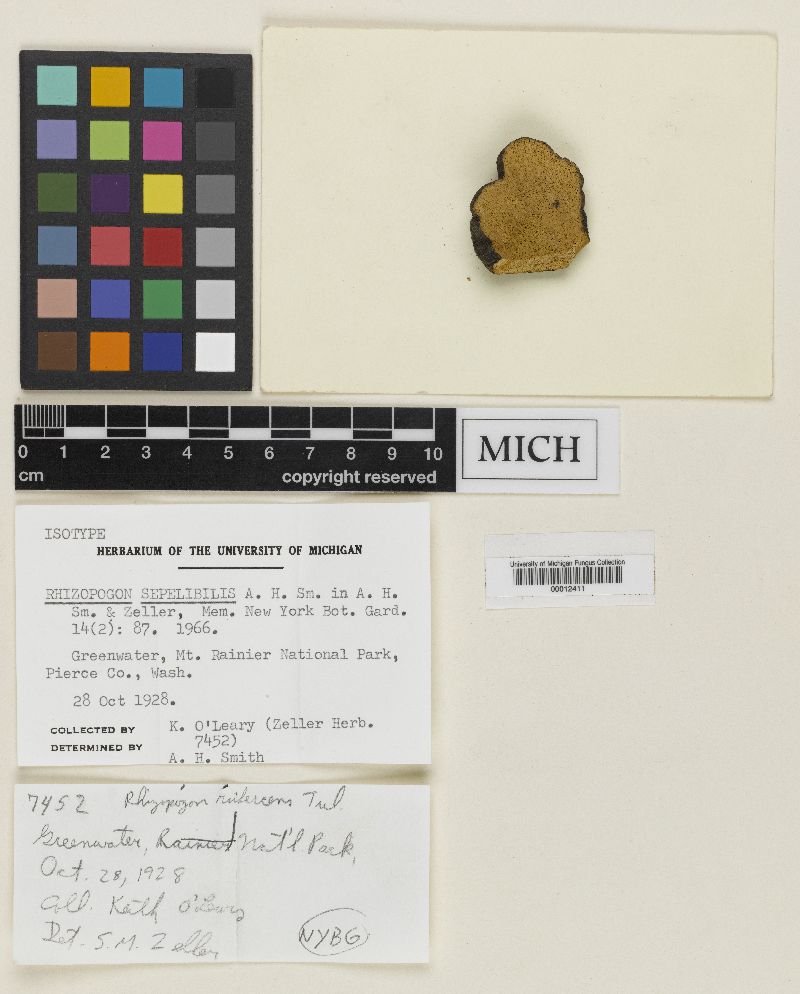 0 1 2 3 4 5 6 7 8 9 10
cm copyright reserved
MICH
ISOTYPE
HERBARIUM OF THE UNIVERSITY OF MICHIGAN
RHIZOPOGON SEPELIBILIS A. H. Sm. in A. H.
Sm. & Zeller, Mem. New York Bot. Gard.
14(2): 87. 1966.
Greenwater, Mt. Rainier National Park,
Pierce Co., Wash.
28 Oct 1928.
COLLECTED BY K. O'Leary (Zeller Herb.
7452)
DETERMINED BY
A. H. Smith
University of Michigan Fungus Collection
00012411
7452 Rhizopogon Tul.
Greenwater, Rainier Nat'l Park,
Oct. 28, 1928
Coll. Keith O'Leary
Det. S.M. Zeller
NYBG